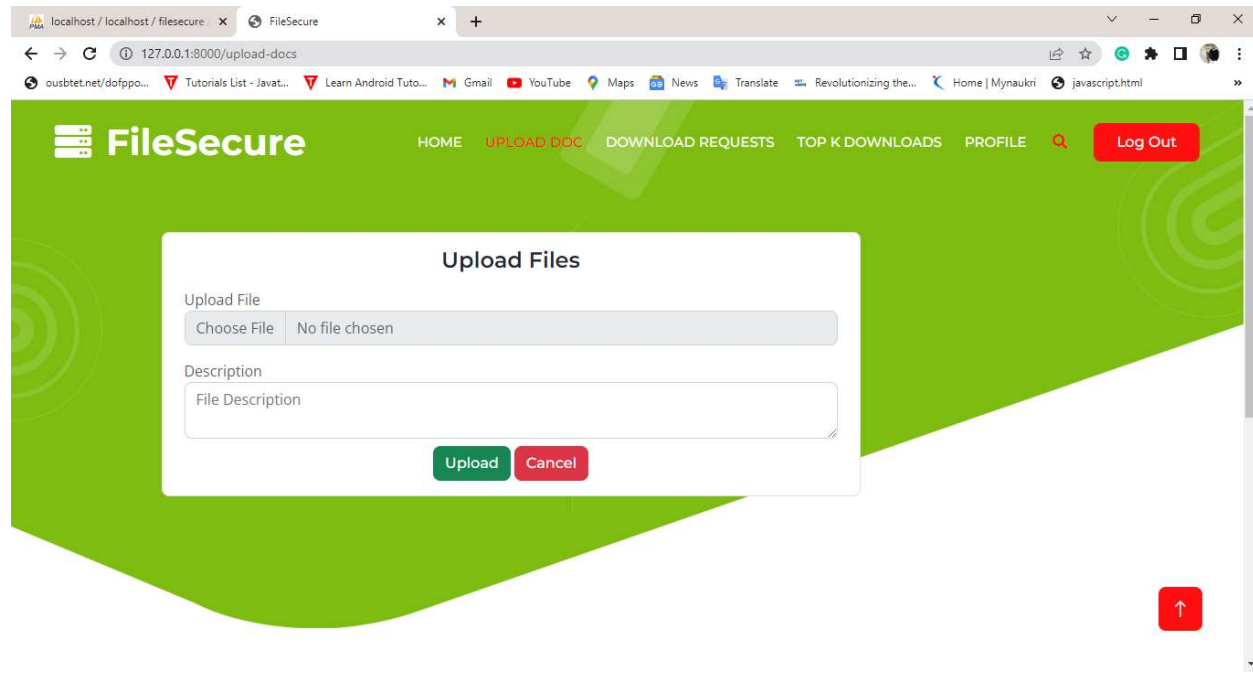 localhost / localhost / filesecure
FileSecure
127.0.0.1:8000/upload-docs
ousbtet.net/dofppo... Tutorials List - Javat... Learn Android Tuto... Gmail YouTube Maps News Translate Revolutionizing the... Home | Mynaukri javascript.html »
FileSecure HOME UPLOAD DOC DOWNLOAD REQUESTS TOP K DOWNLOADS PROFILE Log Out
Upload Files
Upload File
Choose File No file chosen
Description
File Description
Upload Cancel